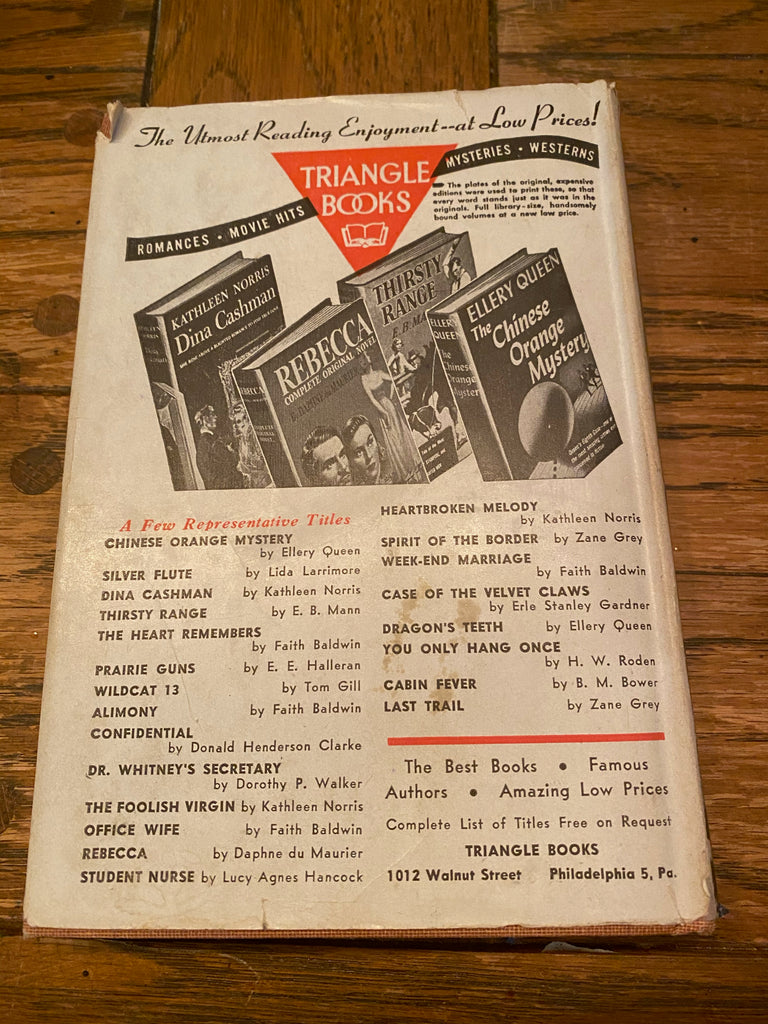 The Utmost Reading Enjoyment--at Low Prices!
TRIANGLE
BOOKS
MYSTERIES • WESTERNS
The plates of the original, expensive
editions were used to print these, so that
every word stands just as it was in the
originals. Full library-size, handsomely
bound volumes at a new low price.
ROMANCES • MOVIE HITS
KATHLEEN NORRIS
Dina Cashman
REBECCA
COMPLETE ORIGINAL NOVEL
THIRSTY
RANGE
ELLERY QUEEN
The Chinese
Orange
Mystery
A Few Representative Titles
CHINESE ORANGE MYSTERY
by Ellery Queen
SILVER FLUTE by Lida Larrimore
DINA CASHMAN by Kathleen Norris
THIRSTY RANGE by E. B. Mann
THE HEART REMEMBERS
by Faith Baldwin
PRAIRIE GUNS by E. E. Halleran
WILDCAT 13 by Tom Gill
ALIMONY by Faith Baldwin
CONFIDENTIAL
by Donald Henderson Clarke
DR. WHITNEY'S SECRETARY
by Dorothy P. Walker
THE FOOLISH VIRGIN by Kathleen Norris
OFFICE WIFE by Faith Baldwin
REBECCA by Daphne du Maurier
STUDENT NURSE by Lucy Agnes Hancock
HEARTBROKEN MELODY
by Kathleen Norris
SPIRIT OF THE BORDER by Zane Grey
WEEK-END MARRIAGE
by Faith Baldwin
CASE OF THE VELVET CLAWS
by Erle Stanley Gardner
DRAGON'S TEETH by Ellery Queen
YOU ONLY HANG ONCE
by H. W. Roden
CABIN FEVER by B. M. Bower
LAST TRAIL by Zane Grey
The Best Books • Famous
Authors • Amazing Low Prices
Complete List of Titles Free on Request
TRIANGLE BOOKS
1012 Walnut Street Philadelphia 5, Pa.